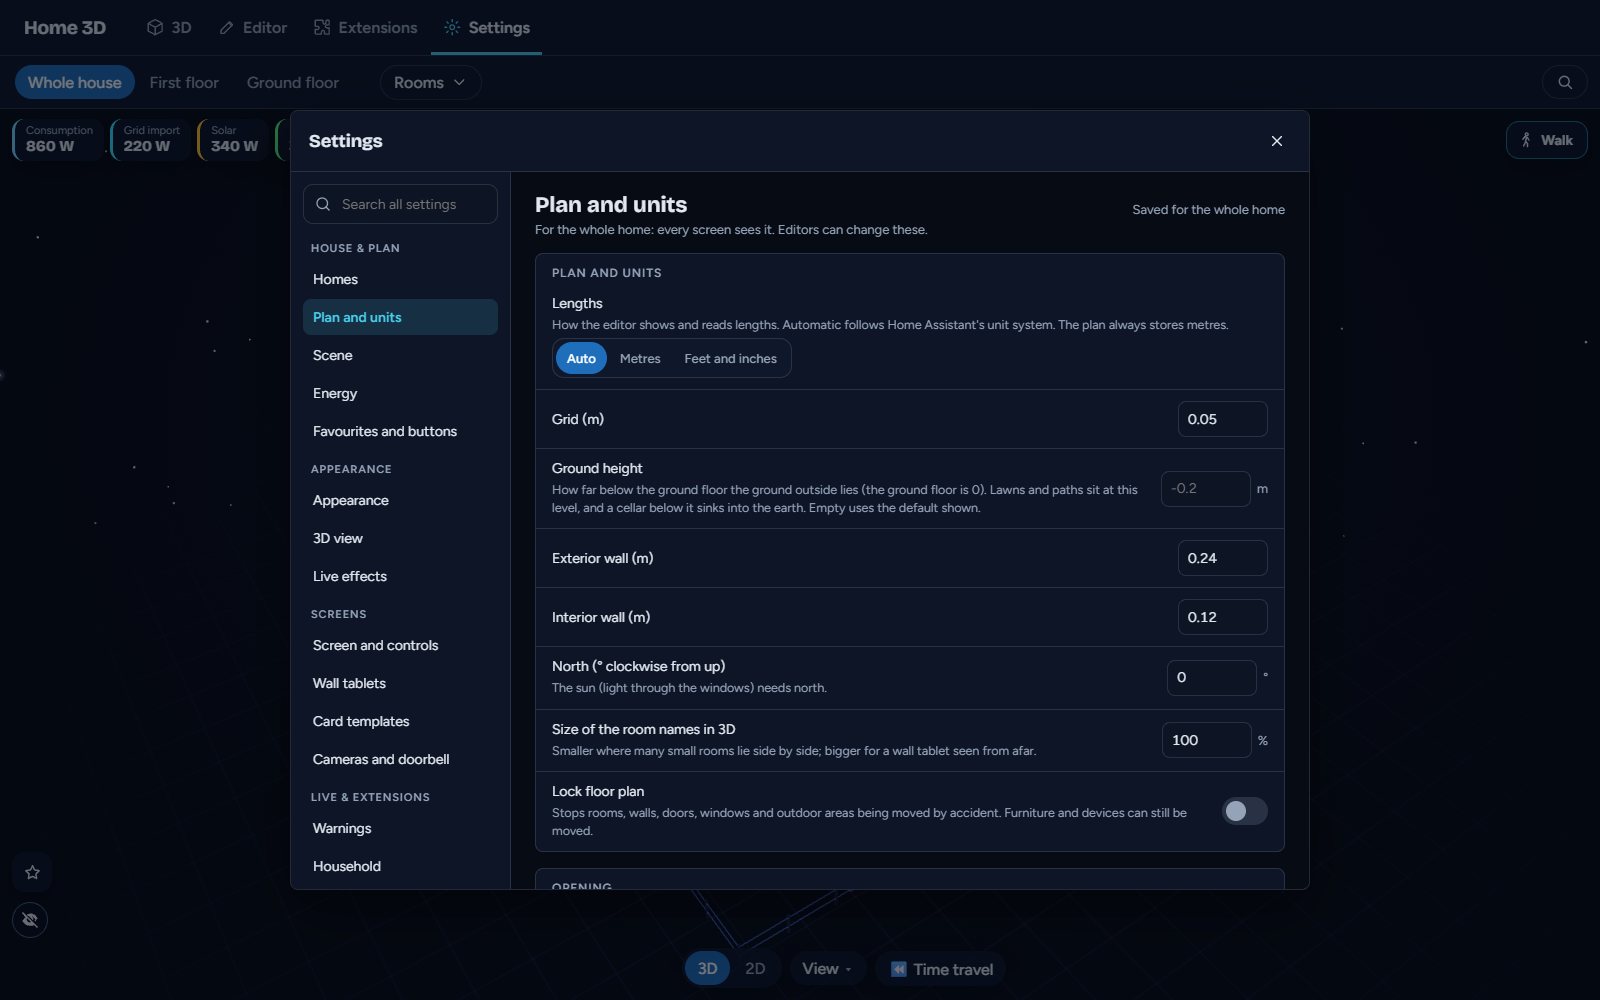 Home 3D
3D
Editor
Extensions
Settings
Whole house
First floor
Ground floor
Rooms
Consumption
860 W
Grid import
220 W
Solar
340 W
Walk
Settings
Search all settings
HOUSE & PLAN
Homes
Plan and units
Scene
Energy
Favourites and buttons
APPEARANCE
Appearance
3D view
Live effects
SCREENS
Screen and controls
Wall tablets
Card templates
Cameras and doorbell
LIVE & EXTENSIONS
Warnings
Household
Plan and units
Saved for the whole home
For the whole home: every screen sees it. Editors can change these.
PLAN AND UNITS
Lengths
How the editor shows and reads lengths. Automatic follows Home Assistant's unit system. The plan always stores metres.
Auto
Metres
Feet and inches
Grid (m)
0.05
Ground height
How far below the ground floor the ground outside lies (the ground floor is 0). Lawns and paths sit at this
level, and a cellar below it sinks into the earth. Empty uses the default shown.
-0.2
m
Exterior wall (m)
0.24
Interior wall (m)
0.12
North (° clockwise from up)
The sun (light through the windows) needs north.
0
°
Size of the room names in 3D
Smaller where many small rooms lie side by side; bigger for a wall tablet seen from afar.
100
%
Lock floor plan
Stops rooms, walls, doors, windows and outdoor areas being moved by accident. Furniture and devices can still be
moved.
OPENING
3D
2D
View
Time travel